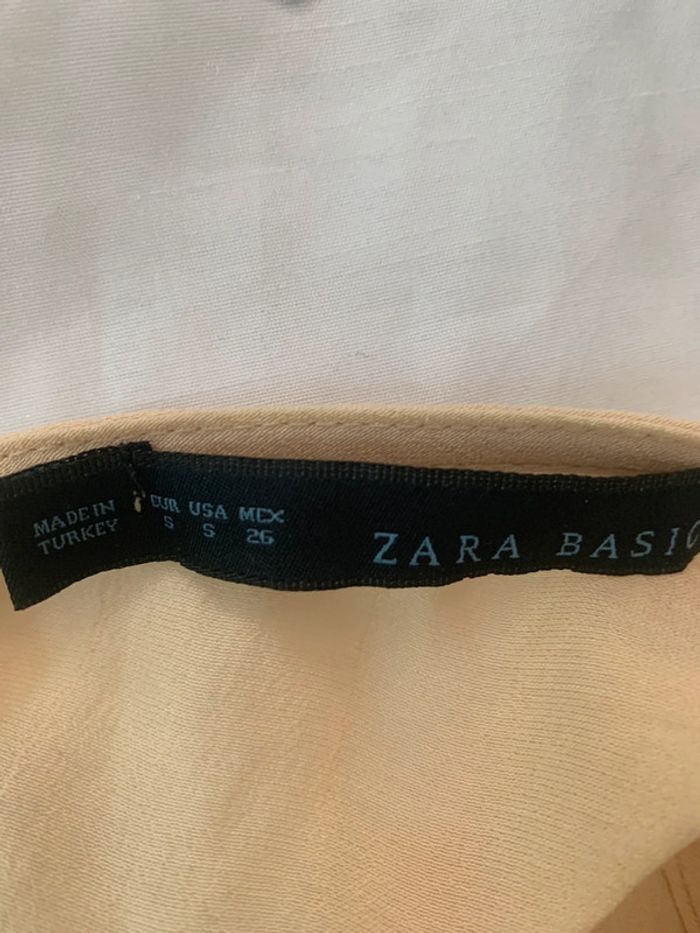 MADE IN
TURKEY
EUR USA MEX
S S 26
ZARA BASIC